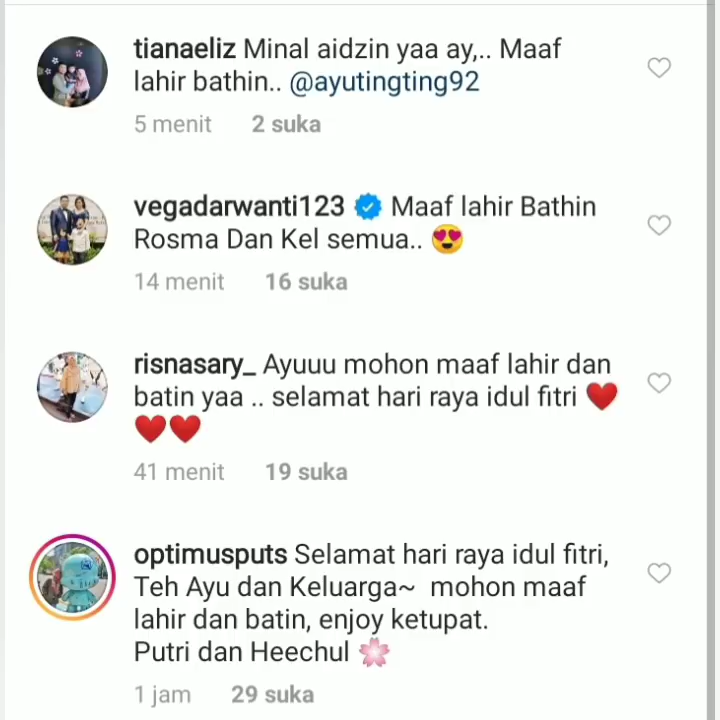 tianaeliz Minal aidzin yaa ay,.. Maaf
lahir bathin.. @ayutingting92
5 menit 2 suka
vegadarwanti123 Maaf lahir Bathin
Rosma Dan Kel semua.. 😍
14 menit 16 suka
risnasary_ Ayuuu mohon maaf lahir dan
batin yaa .. selamat hari raya idul fitri ❤️
❤️❤️
41 menit 19 suka
optimusputs Selamat hari raya idul fitri,
Teh Ayu dan Keluarga~ mohon maaf
lahir dan batin, enjoy ketupat.
Putri dan Heechul 🌸
1 jam 29 suka